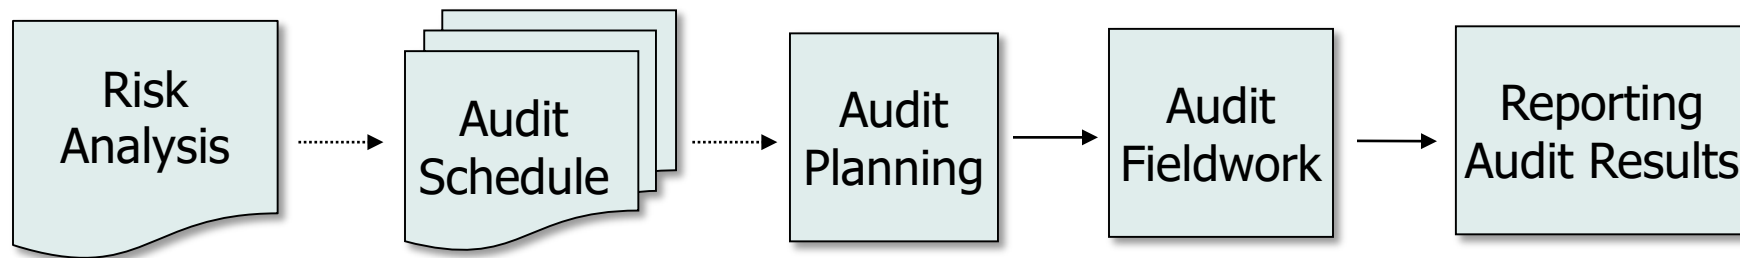 Risk
Analysis
Audit
Schedule
Audit
Planning
Audit
Fieldwork
Reporting
Audit Results